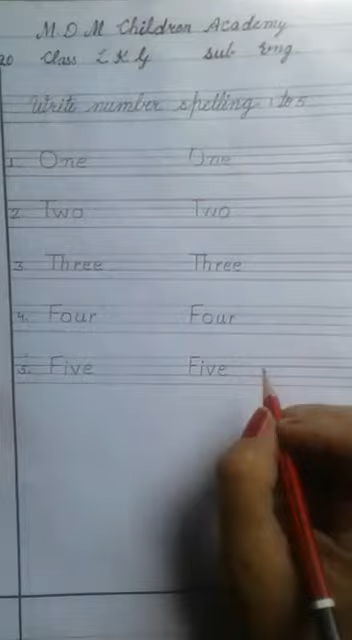 M.D.M Children Academy
20 Class L.K.G Sub Eng
Write number spelling 1 to 5
1. One One
2. Two Two
3. Three Three
4. Four Four
5. Five Five